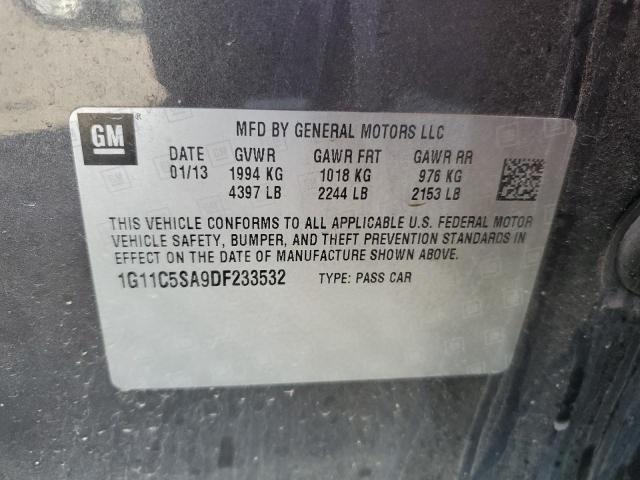 GM
MFD BY GENERAL MOTORS LLC
DATE GVWR GAWR FRT GAWR RR
01/13 1994 KG 1018 KG 976 KG
4397 LB 2244 LB 2153 LB
THIS VEHICLE CONFORMS TO ALL APPLICABLE U.S. FEDERAL MOTOR
VEHICLE SAFETY, BUMPER, AND THEFT PREVENTION STANDARDS IN
EFFECT ON THE DATE OF MANUFACTURE SHOWN ABOVE.
1G11C5SA9DF233532 TYPE: PASS CAR